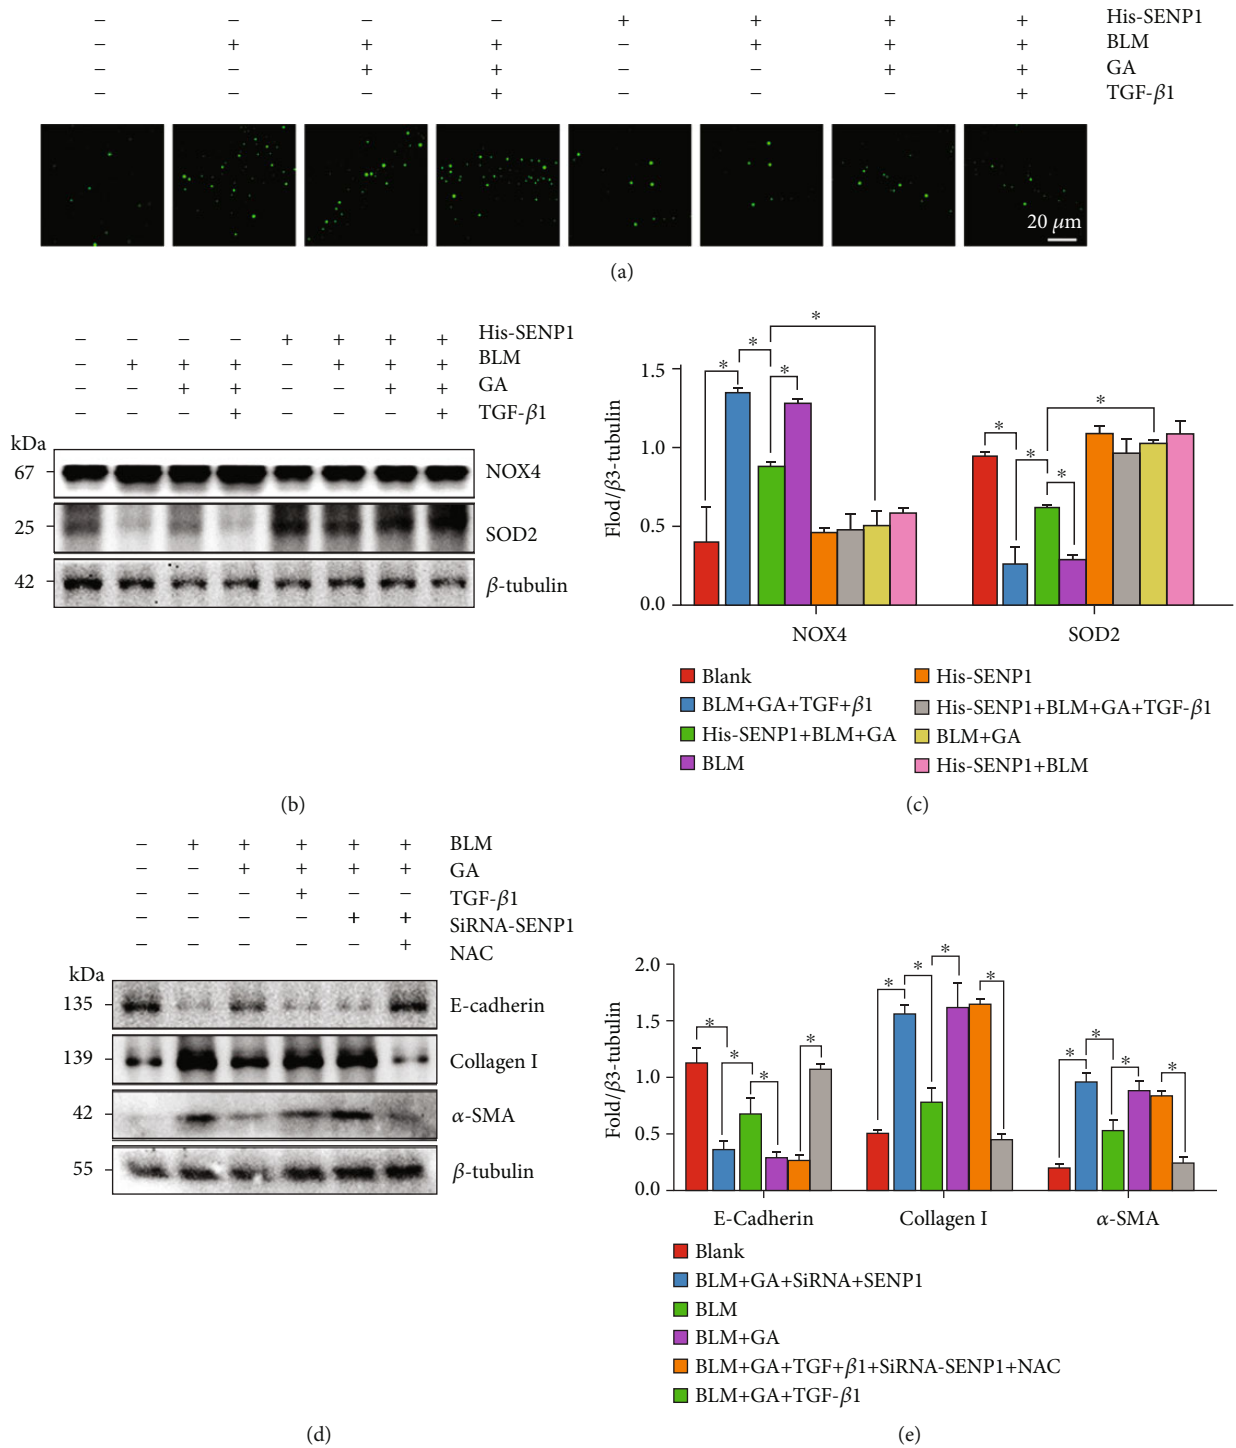 − − − − + + + + His-SENP1
− + + + − + + + BLM
− − + + − − + + GA
− − − + − − − + TGF-β1
20 μm
(a)
− − − − + + + + His-SENP1
− + + + − + + + BLM
− − + + − − + + GA
− − − + − − − + TGF-β1
kDa
67 NOX4
25 SOD2
42 β-tubulin
(b)
Flod/β3-tubulin
1.5
1.0
0.5
0.0
* * * *
* * * *
NOX4 SOD2
Blank
BLM+GA+TGF+β1
His-SENP1+BLM+GA
BLM
His-SENP1
His-SENP1+BLM+GA+TGF-β1
BLM+GA
His-SENP1+BLM
(c)
− + + + + + BLM
− − + + + + GA
− − − + − − TGF-β1
− − − − + + SiRNA-SENP1
− − − − − + NAC
kDa
135 E-cadherin
139 Collagen I
42 α-SMA
55 β-tubulin
(d)
Fold/β3-tubulin
2.0
1.5
1.0
0.5
0.0
* * * *
* * * *
* * * *
E-Cadherin Collagen I α-SMA
Blank
BLM+GA+SiRNA+SENP1
BLM
BLM+GA
BLM+GA+TGF+β1+SiRNA-SENP1+NAC
BLM+GA+TGF-β1
(e)